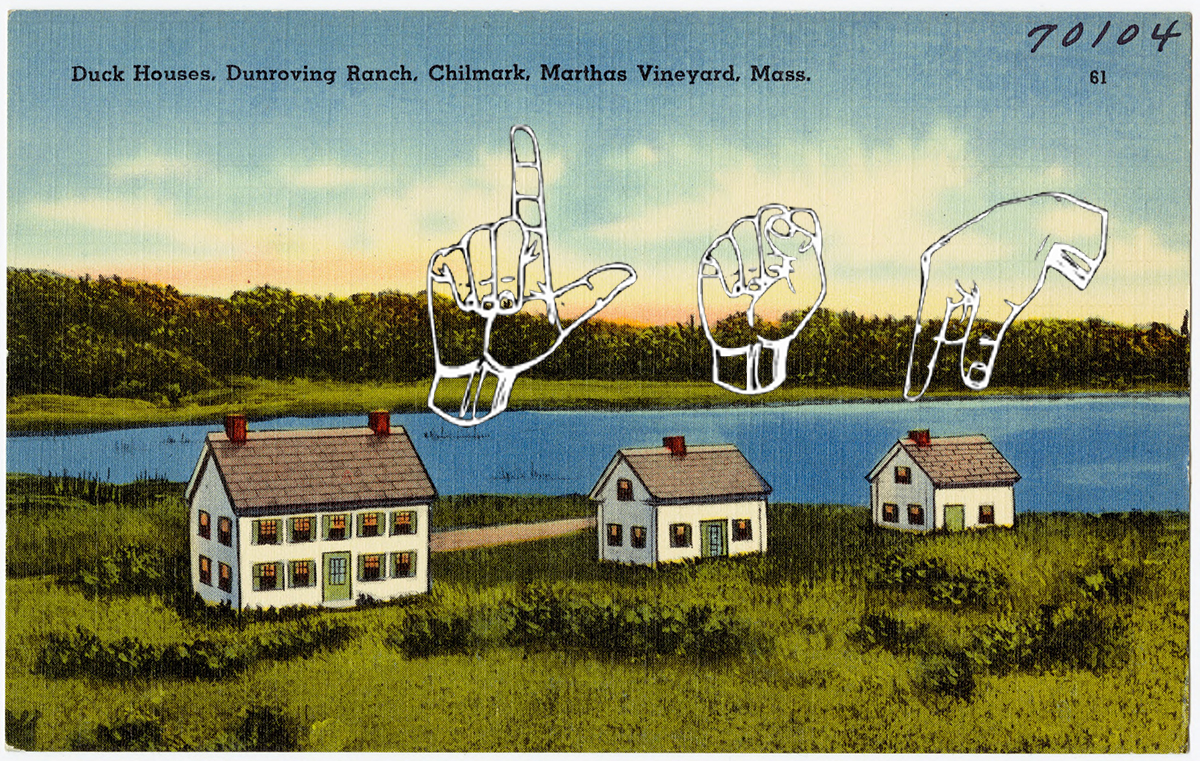 70104
Duck Houses, Dunroving Ranch, Chilmark, Marthas Vineyard, Mass.
61